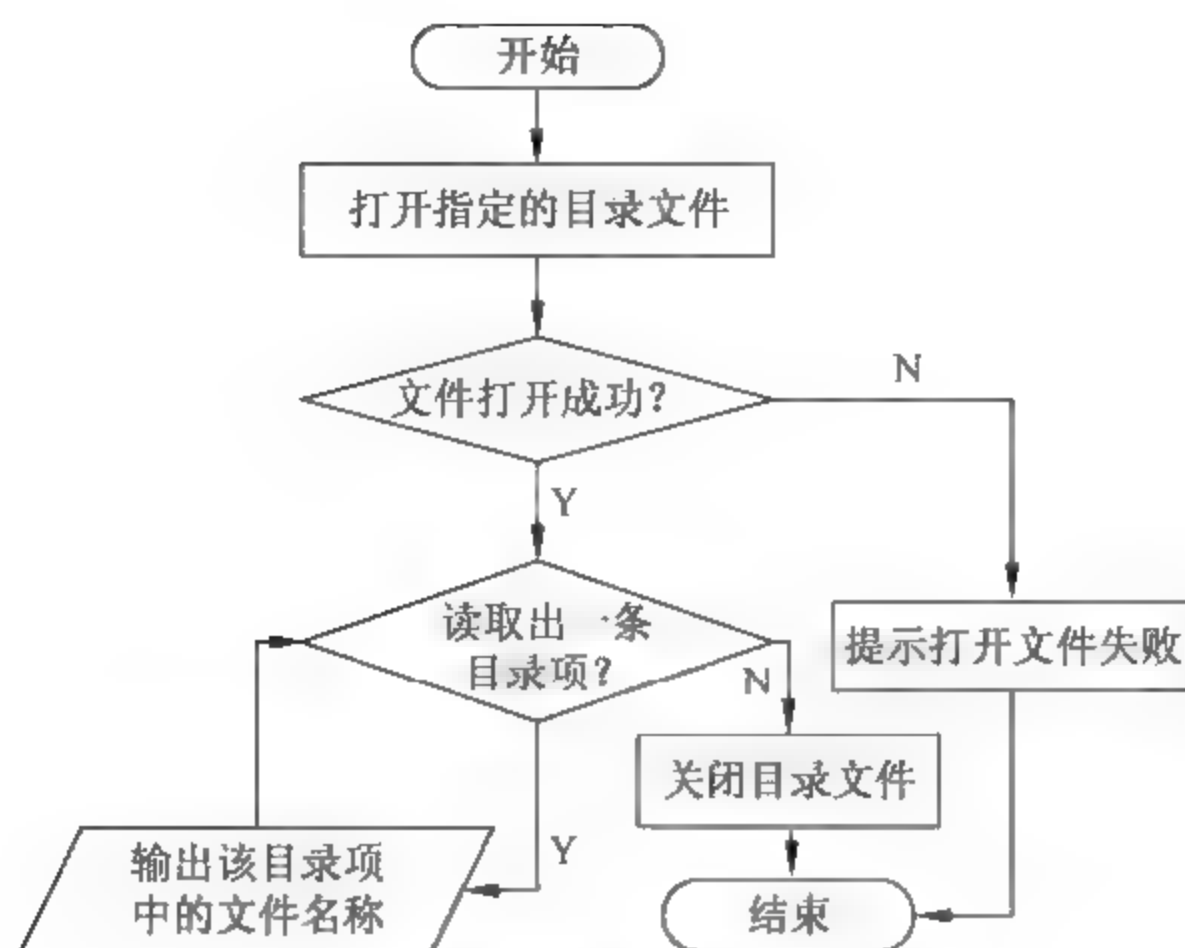 开始
打开指定的目录文件
文件打开成功?
N
Y
读取出一条
目录项?
N
提示打开文件失败
关闭目录文件
Y
输出该目录项
中的文件名称
结束